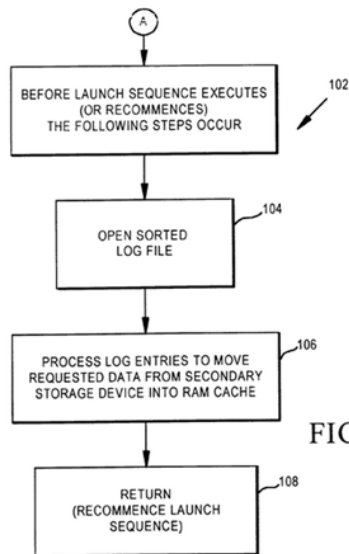 A
BEFORE LAUNCH SEQUENCE EXECUTES
(OR RECOMMENCES)
THE FOLLOWING STEPS OCCUR
102
104
OPEN SORTED
LOG FILE
106
PROCESS LOG ENTRIES TO MOVE
REQUESTED DATA FROM SECONDARY
STORAGE DEVICE INTO RAM CACHE
FIG
108
RETURN
(RECOMMENCE LAUNCH
SEQUENCE)